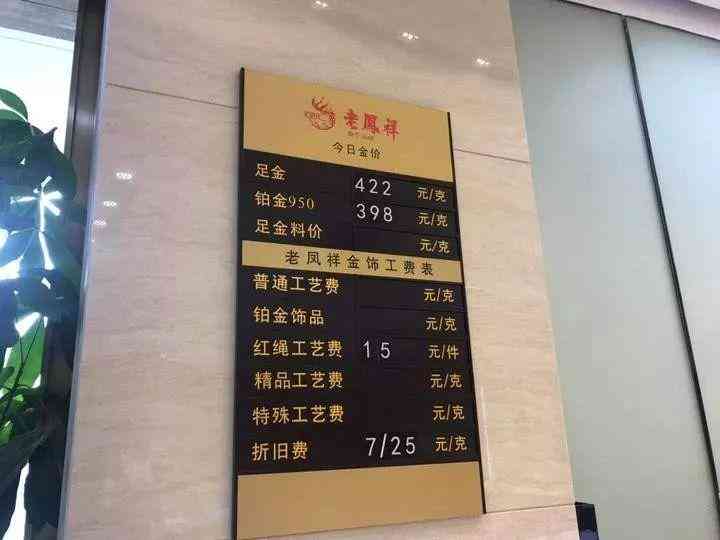 老鳳祥
今日金价
足金 422 元/克
铂金950 398 元/克
足金料价 元/克
老凤祥金饰工费表
普通工艺费 元/克
铂金饰品 元/克
红绳工艺费 15 元/件
精品工艺费 元/克
特殊工艺费 元/克
折旧费 7/25 元/克